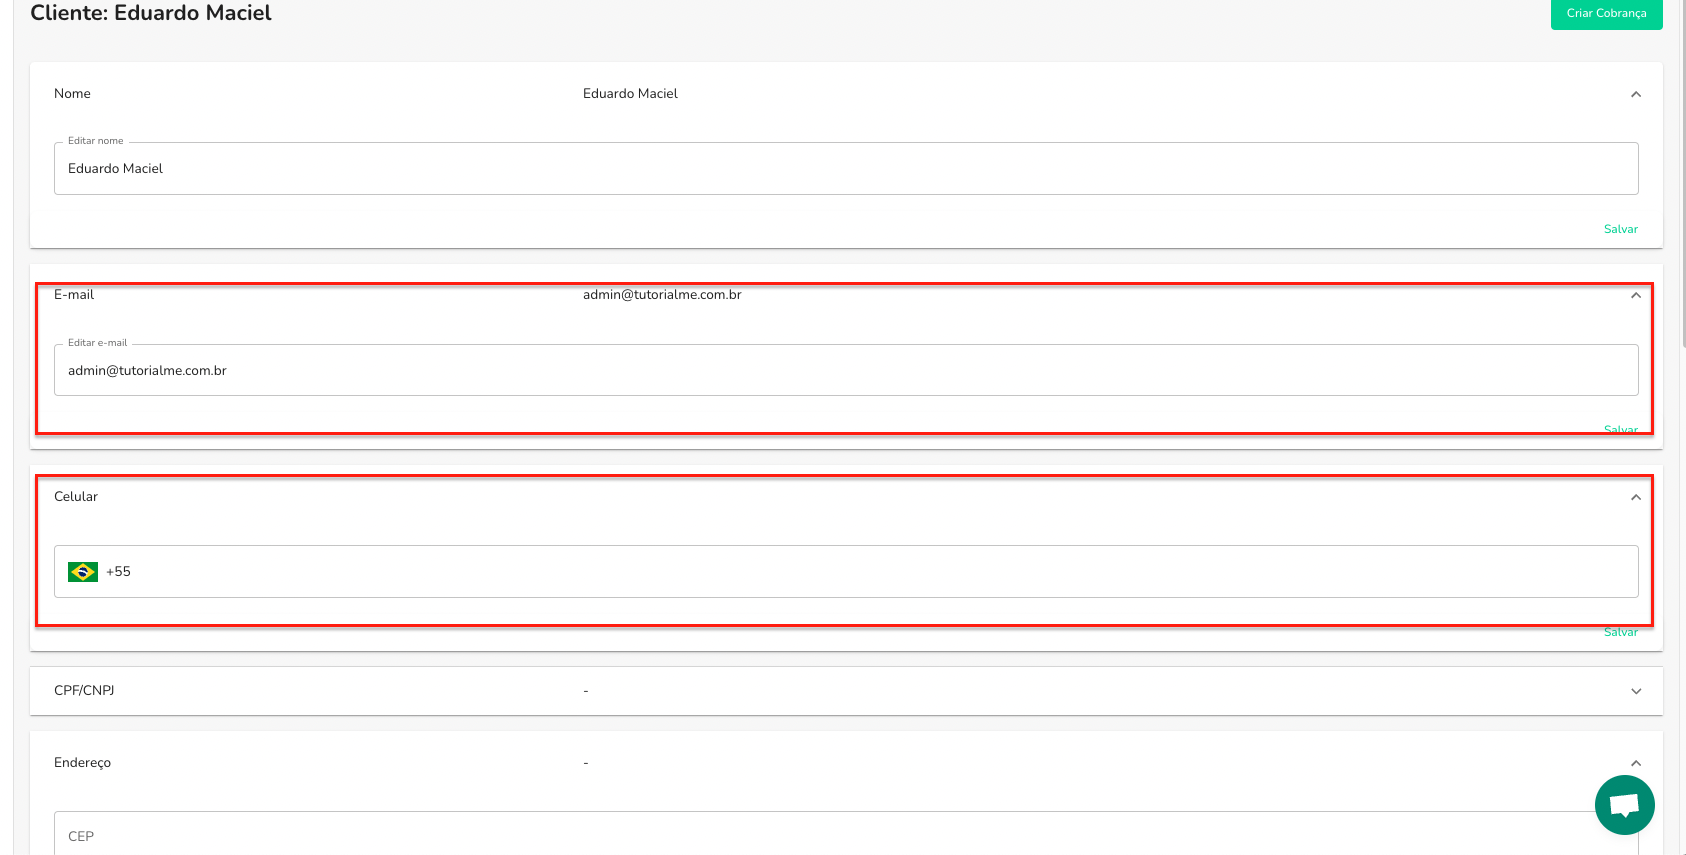 Cliente: Eduardo Maciel
Criar Cobrança
Nome Eduardo Maciel
Editar nome
Eduardo Maciel
Salvar
E-mail admin@tutorialme.com.br
Editar e-mail
admin@tutorialme.com.br
Salvar
Celular
+55
Salvar
CPF/CNPJ -
Endereço -
CEP